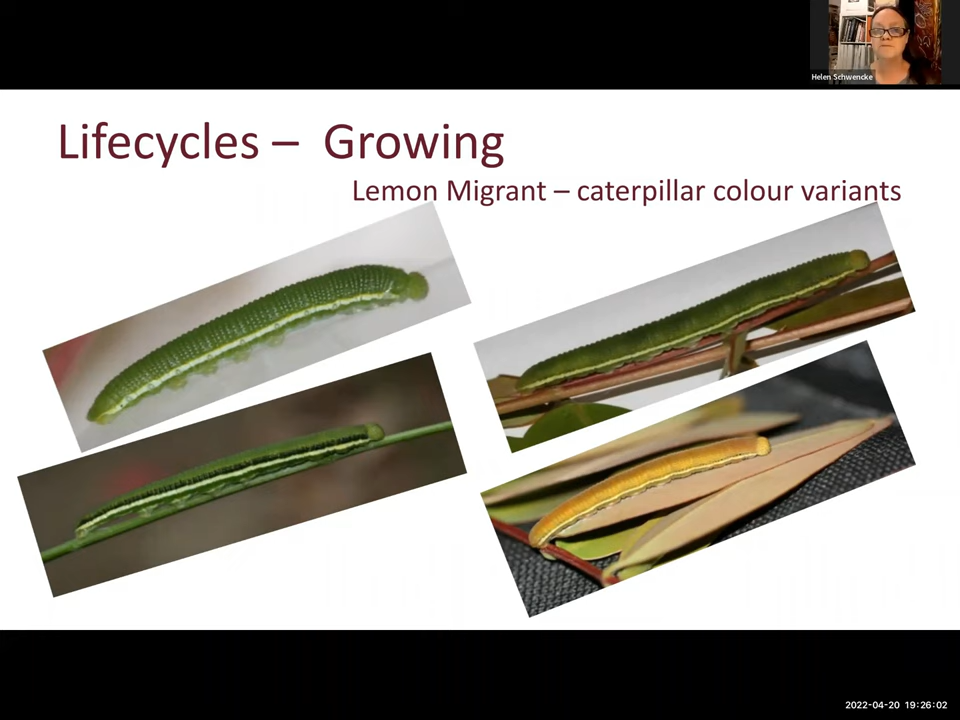 Helen Schwencke
Lifecycles – Growing
Lemon Migrant – caterpillar colour variants
2022-04-20 19:26:02